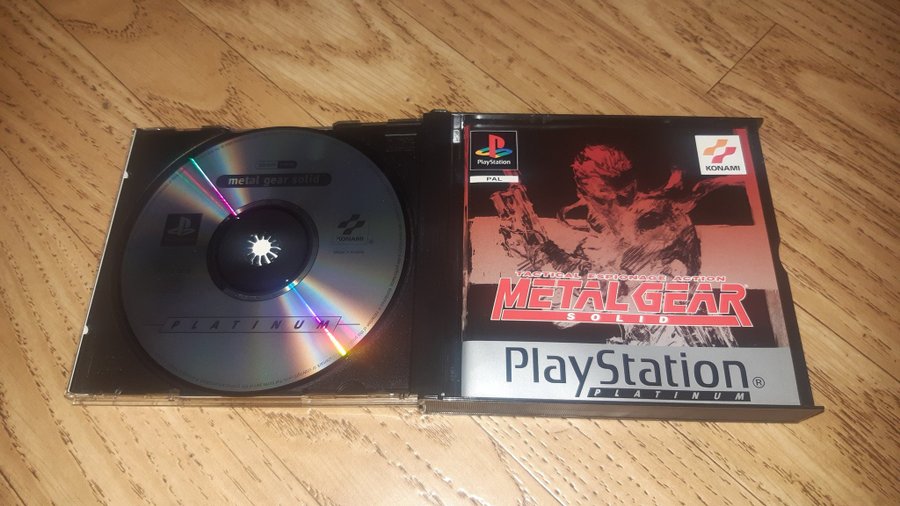 metal gear solid
KONAMI
PLATINUM
PlayStation
PAL
KONAMI
TACTICAL ESPIONAGE ACTION
METAL GEAR
SOLID
PlayStation®
PLATINUM